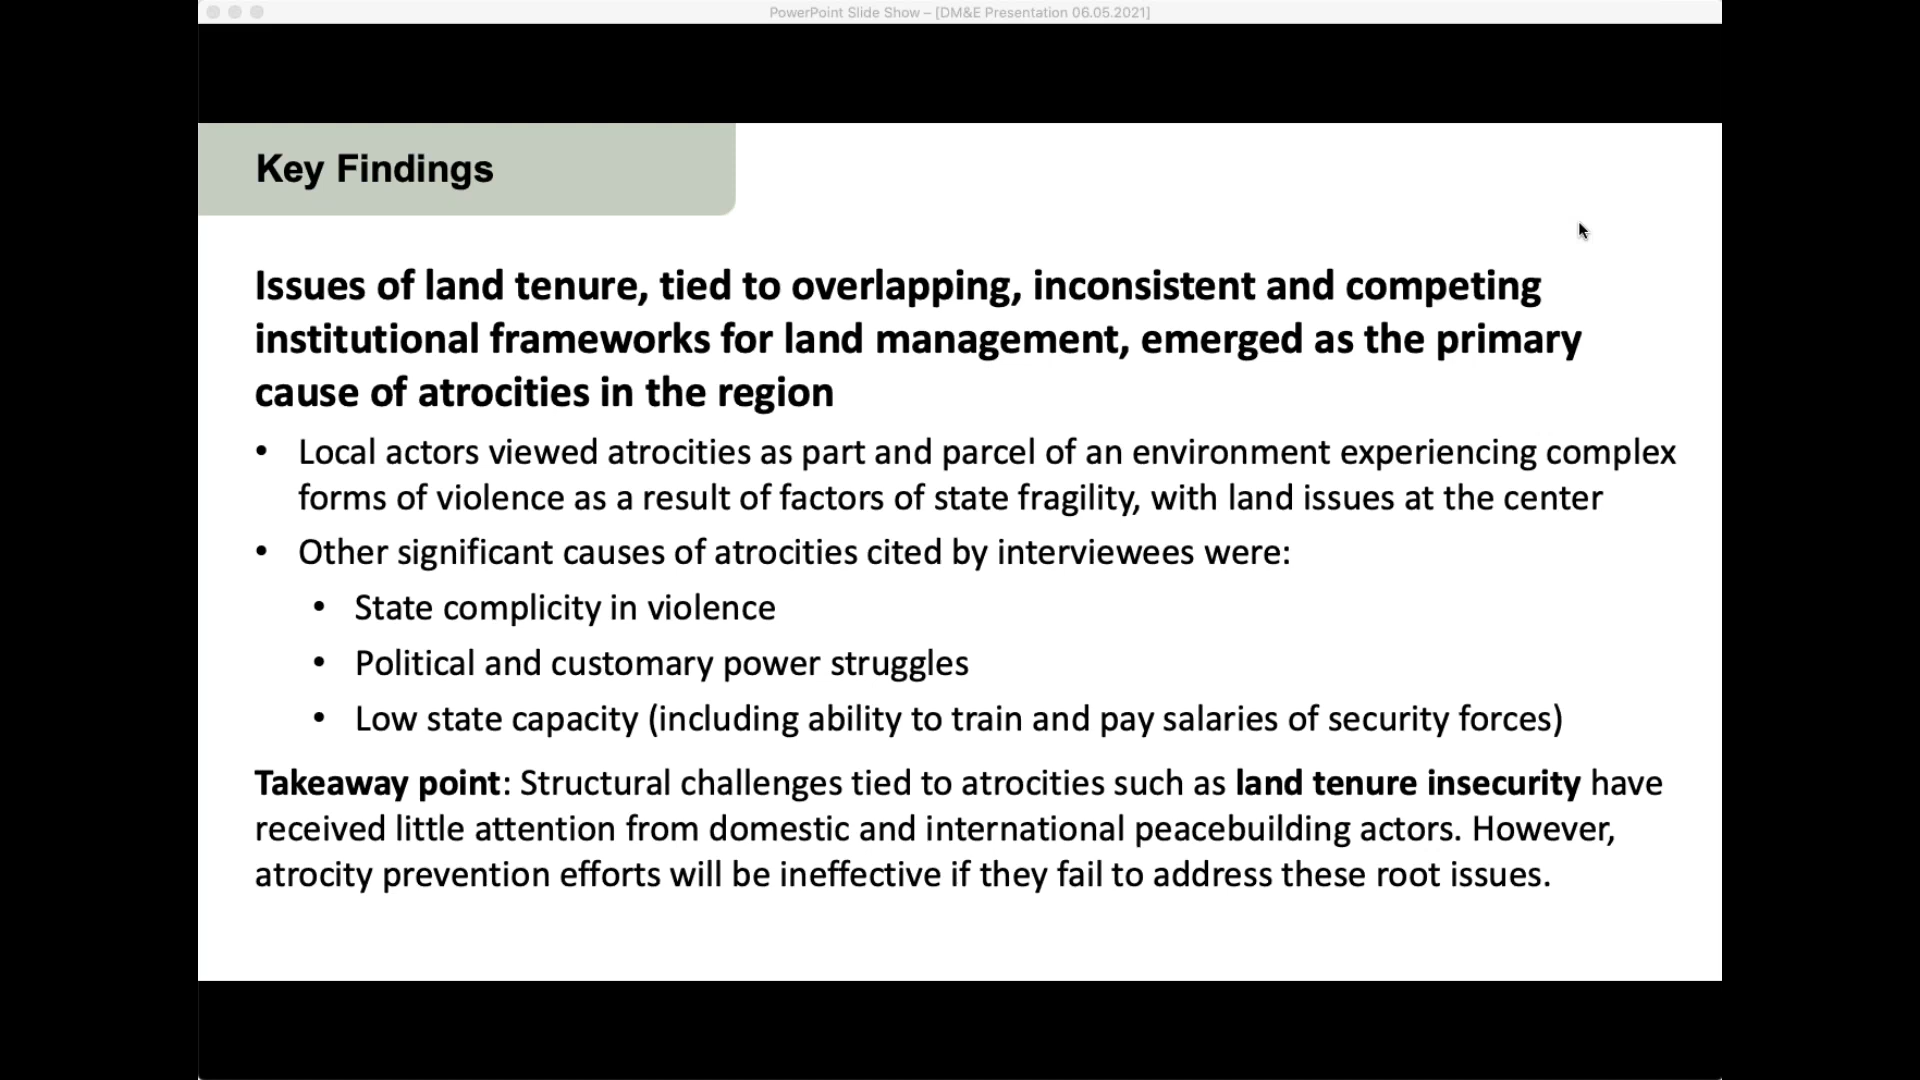 PowerPoint Slide Show – [DM&E Presentation 06.05.2021]
Key Findings
Issues of land tenure, tied to overlapping, inconsistent and competing
institutional frameworks for land management, emerged as the primary
cause of atrocities in the region
• Local actors viewed atrocities as part and parcel of an environment experiencing complex
forms of violence as a result of factors of state fragility, with land issues at the center
• Other significant causes of atrocities cited by interviewees were:
• State complicity in violence
• Political and customary power struggles
• Low state capacity (including ability to train and pay salaries of security forces)
Takeaway point: Structural challenges tied to atrocities such as land tenure insecurity have
received little attention from domestic and international peacebuilding actors. However,
atrocity prevention efforts will be ineffective if they fail to address these root issues.